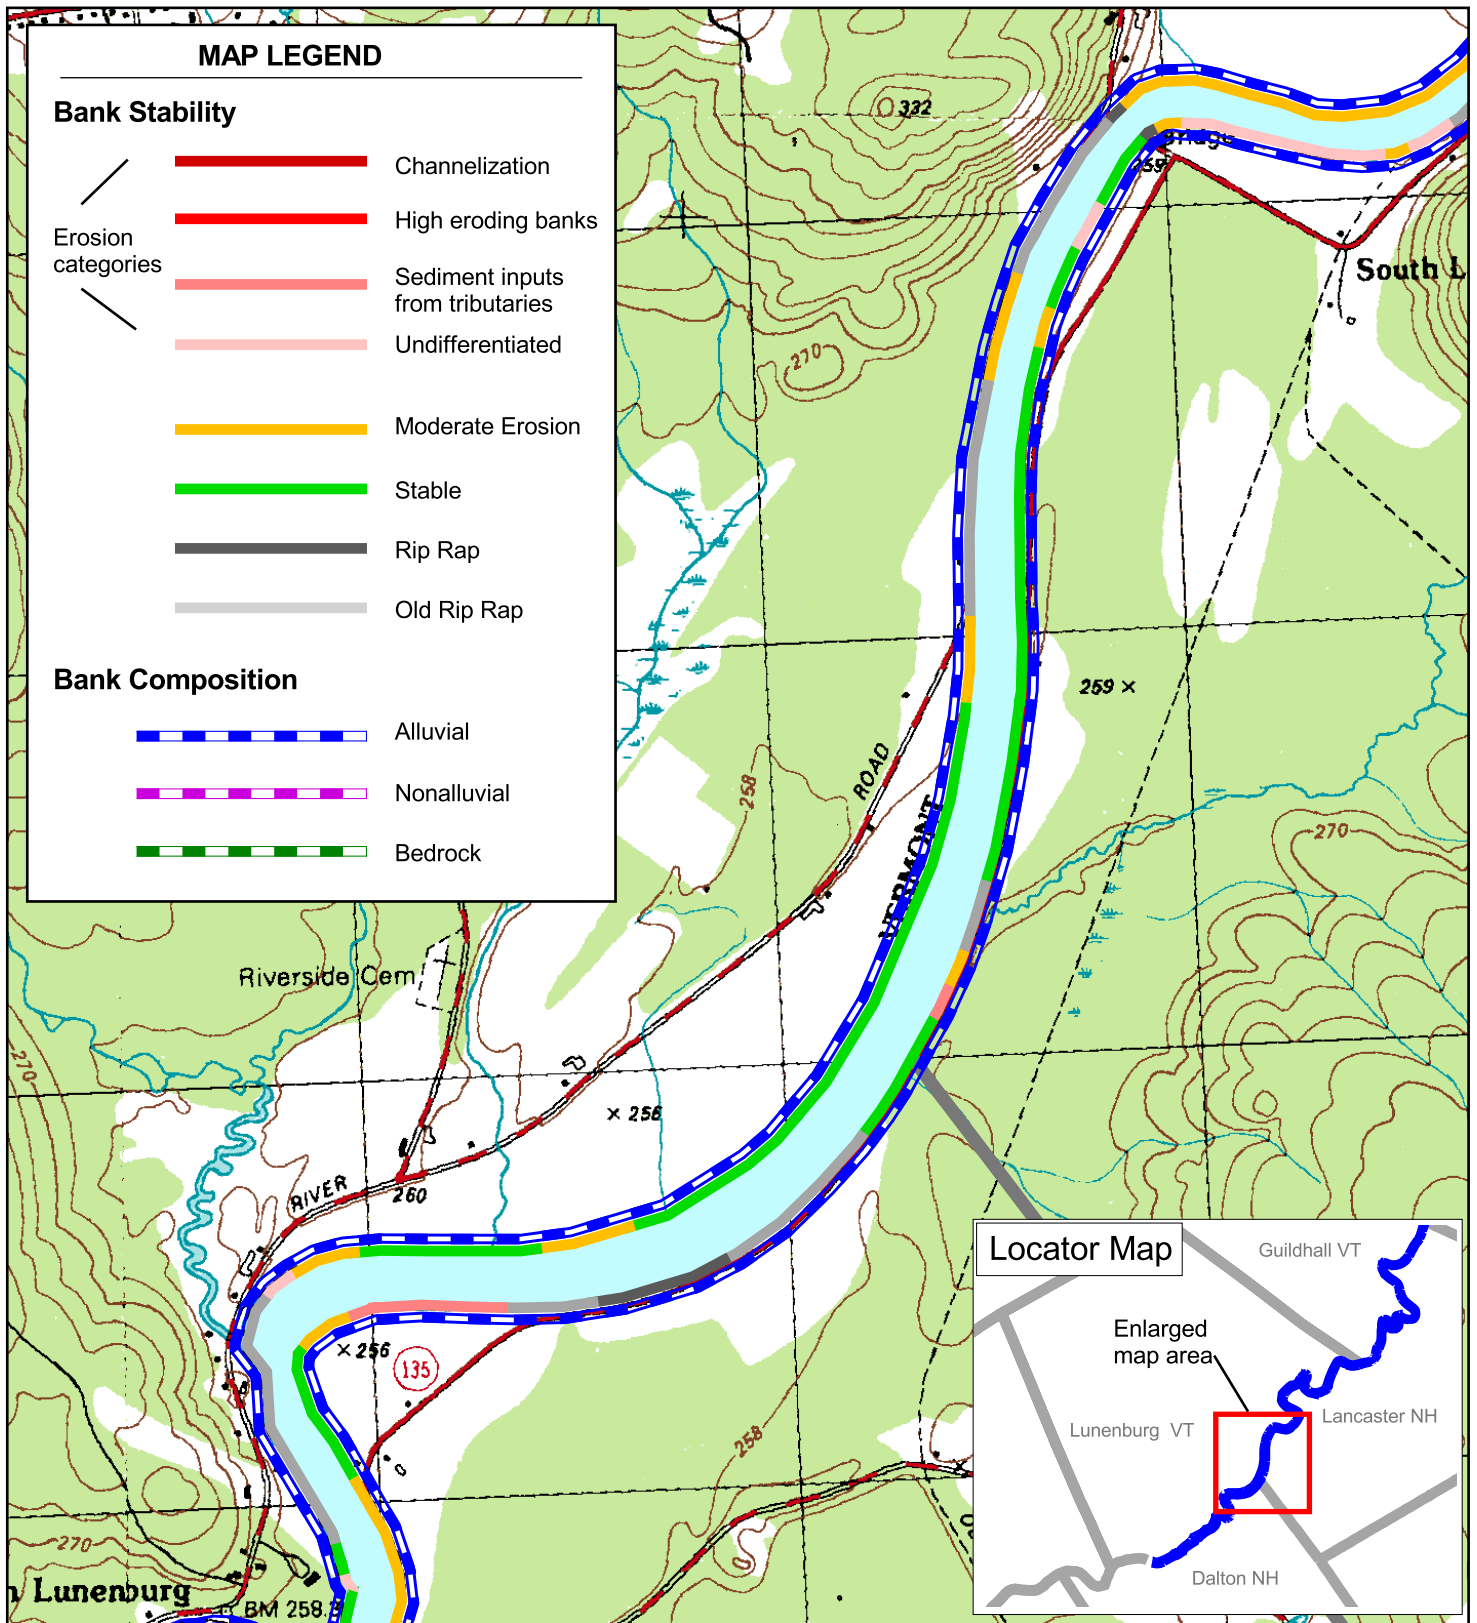 MAP LEGEND
Bank Stability
Channelization
High eroding banks
Erosion
categories
Sediment inputs
from tributaries
Undifferentiated
Moderate Erosion
Stable
Rip Rap
Old Rip Rap
Bank Composition
Alluvial
Nonalluvial
Bedrock
332
Bridge
259
South L
270
259
ROAD
258
VERMONT
270
Riverside Cem
270
256
RIVER
260
256
135
258
270
n Lunenburg
BM 258.
Locator Map
Guildhall VT
Enlarged
map area
Lunenburg VT
Lancaster NH
Dalton NH